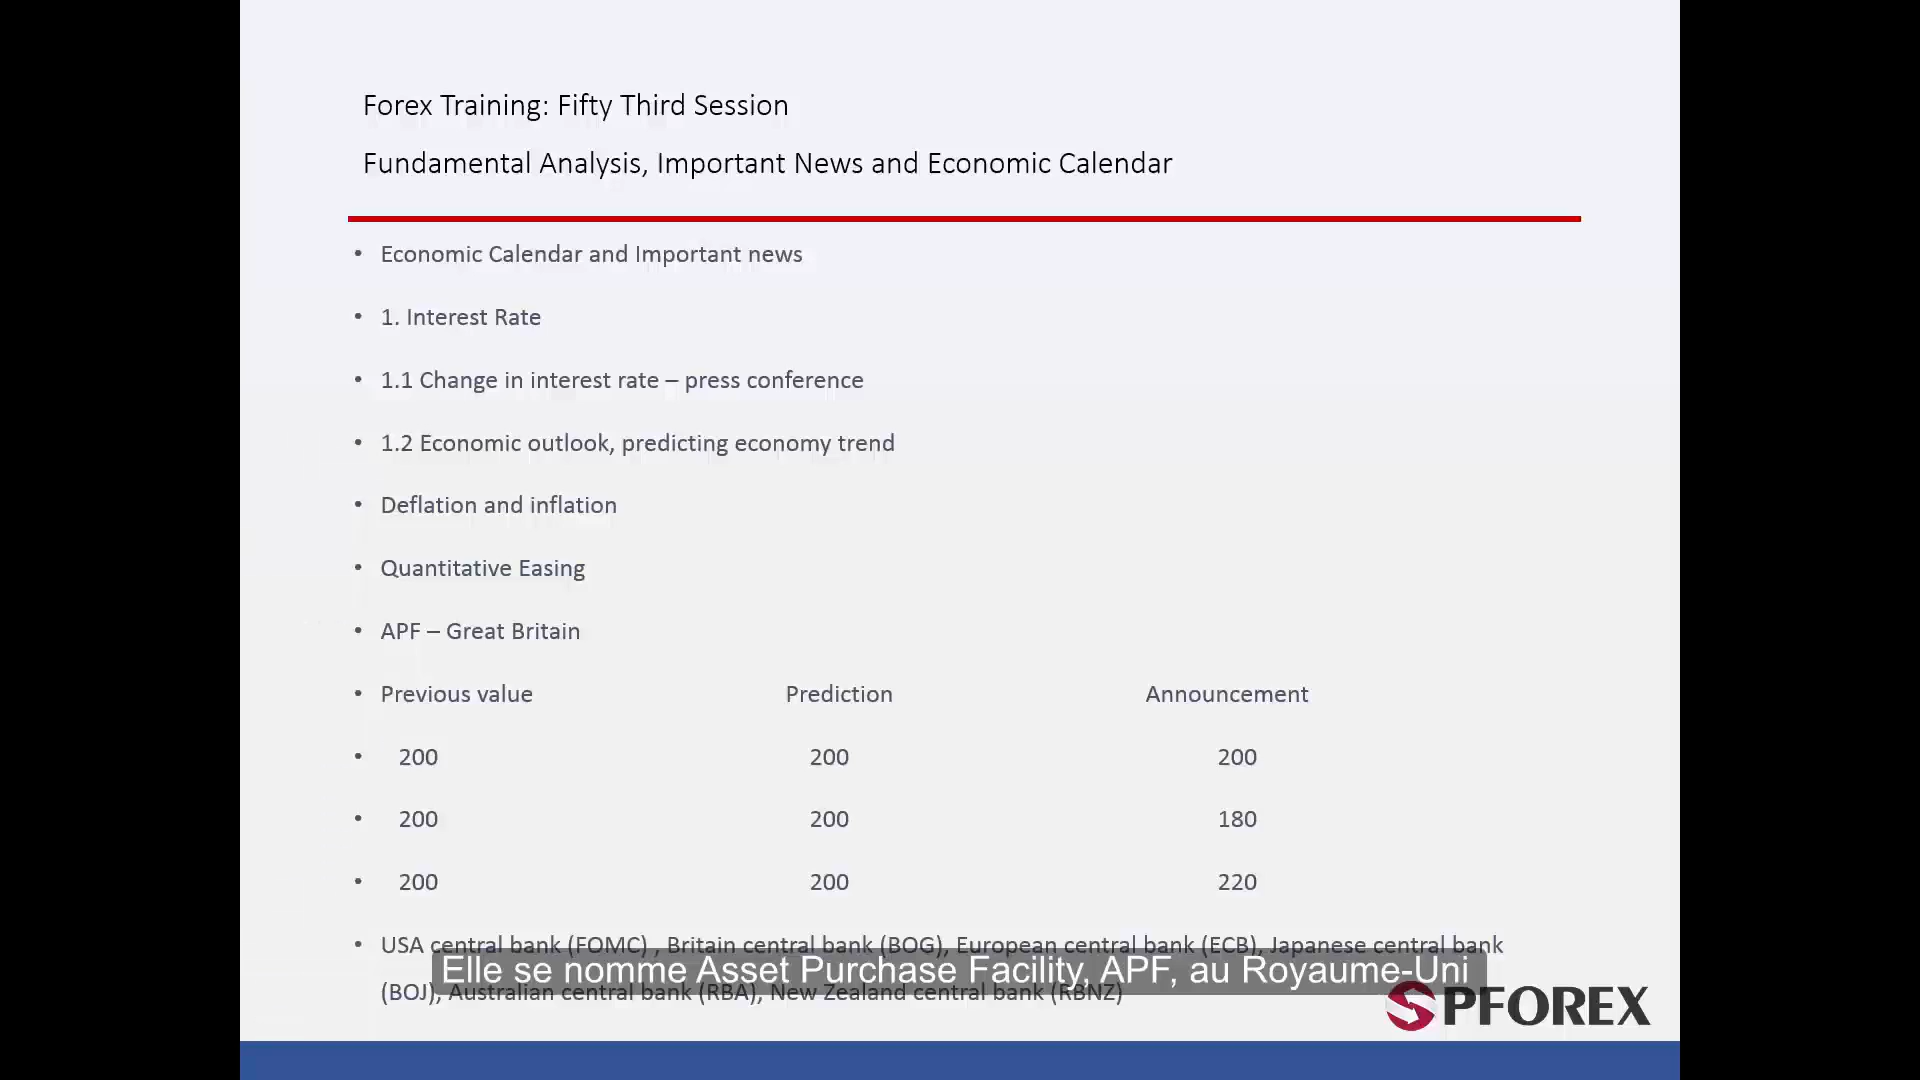 Forex Training: Fifty Third Session
Fundamental Analysis, Important News and Economic Calendar
• Economic Calendar and Important news
• 1. Interest Rate
• 1.1 Change in interest rate – press conference
• 1.2 Economic outlook, predicting economy trend
• Deflation and inflation
• Quantitative Easing
• APF – Great Britain
• Previous value Prediction Announcement
• 200 200 200
• 200 200 180
• 200 200 220
• USA central bank (FOMC) , Britain central bank (BOG), European central bank (ECB), Japanese central bank
Elle se nomme Asset Purchase Facility, APF, au Royaume-Uni
(BOJ), Australian central bank (RBA), New Zealand central bank (RBNZ)
PFOREX